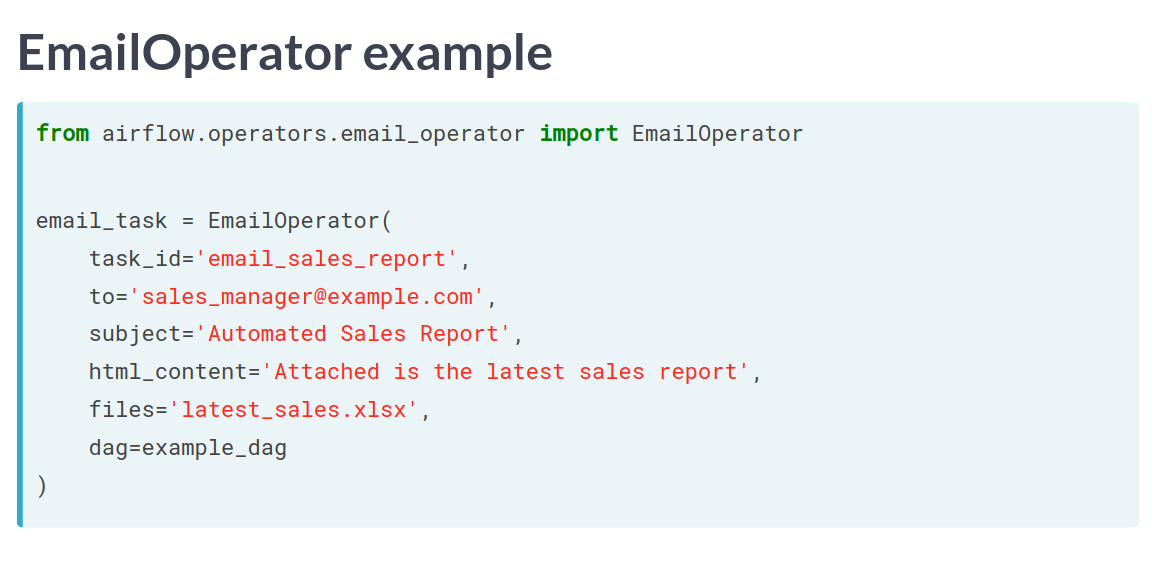 EmailOperator example
from airflow.operators.email_operator import EmailOperator
email_task = EmailOperator(
    task_id='email_sales_report',
    to='sales_manager@example.com',
    subject='Automated Sales Report',
    html_content='Attached is the latest sales report',
    files='latest_sales.xlsx',
    dag=example_dag
)